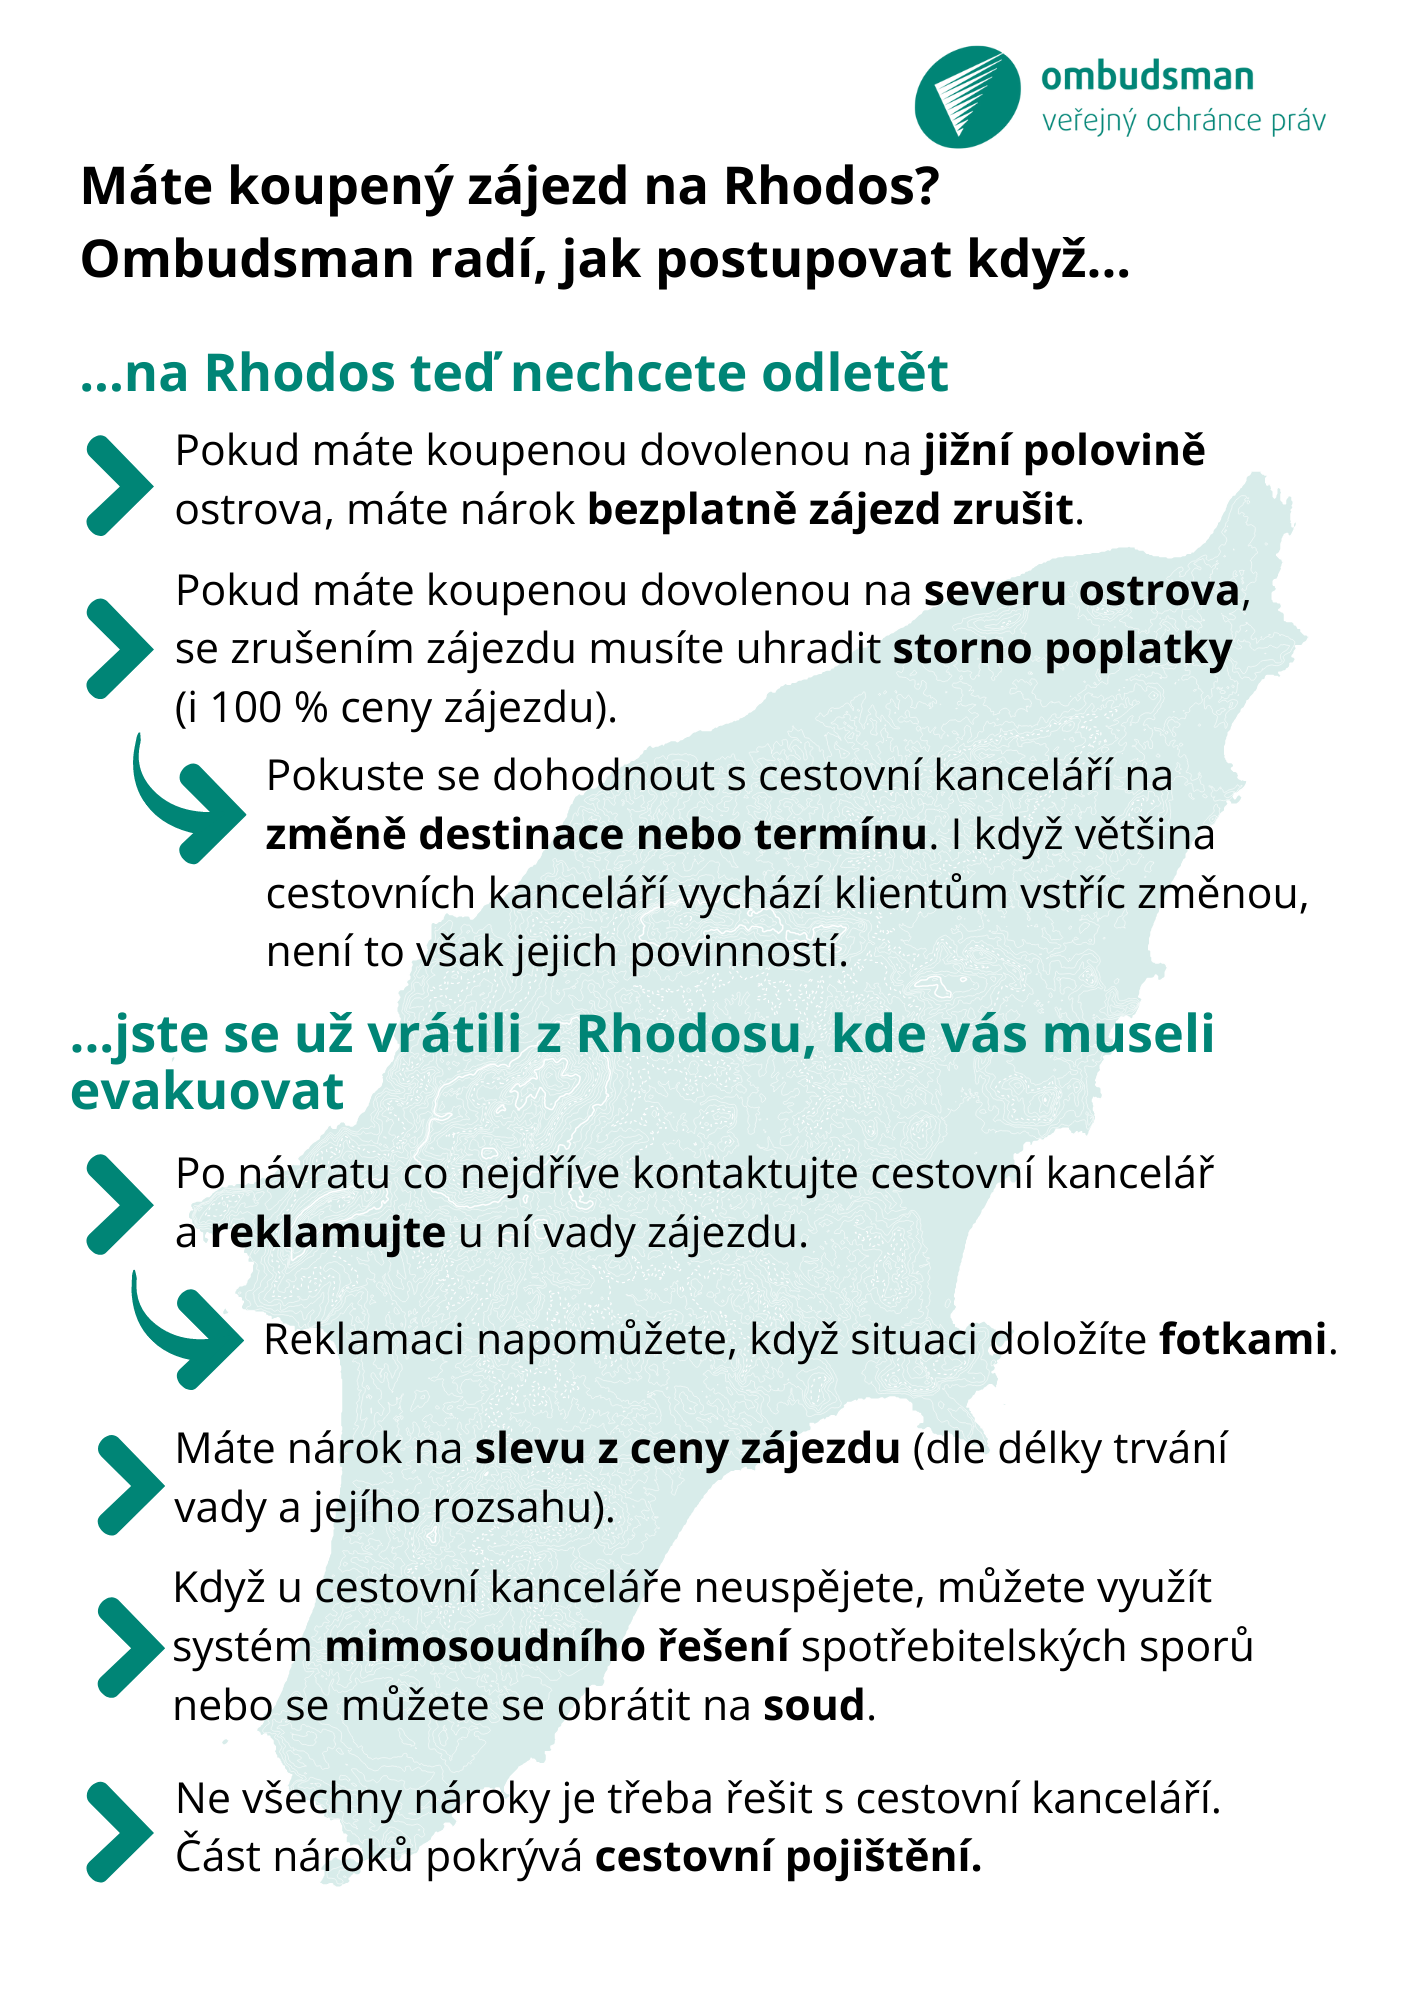 ombudsman
veřejný ochránce práv
Máte koupený zájezd na Rhodos?
Ombudsman radí, jak postupovat když...
...na Rhodos teď nechcete odletět
Pokud máte koupenou dovolenou na jižní polovině
ostrova, máte nárok bezplatně zájezd zrušit.
Pokud máte koupenou dovolenou na severu ostrova,
se zrušením zájezdu musíte uhradit storno poplatky
(i 100 % ceny zájezdu).
Pokuste se dohodnout s cestovní kanceláří na
změně destinace nebo termínu. I když většina
cestovních kanceláří vychází klientům vstříc změnou,
není to však jejich povinností.
...jste se už vrátili z Rhodosu, kde vás museli
evakuovat
Po návratu co nejdříve kontaktujte cestovní kancelář
a reklamujte u ní vady zájezdu.
Reklamaci napomůžete, když situaci doložíte fotkami.
Máte nárok na slevu z ceny zájezdu (dle délky trvání
vady a jejího rozsahu).
Když u cestovní kanceláře neuspějete, můžete využít
systém mimosoudního řešení spotřebitelských sporů
nebo se můžete se obrátit na soud.
Ne všechny nároky je třeba řešit s cestovní kanceláří.
Část nároků pokrývá cestovní pojištění.